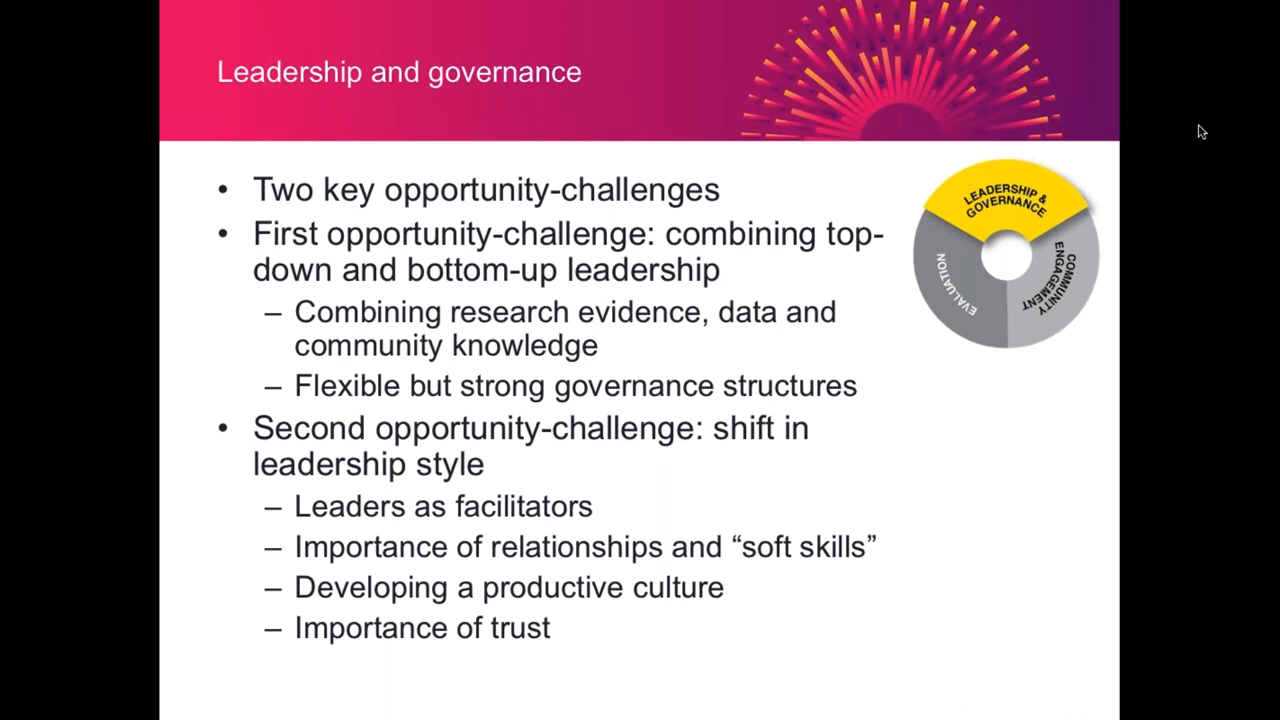 Leadership and governance
• Two key opportunity-challenges
• First opportunity-challenge: combining top-
down and bottom-up leadership
– Combining research evidence, data and
community knowledge
– Flexible but strong governance structures
• Second opportunity-challenge: shift in
leadership style
– Leaders as facilitators
– Importance of relationships and “soft skills”
– Developing a productive culture
– Importance of trust
LEADERSHIP &
GOVERNANCE
COMMUNITY
ENGAGEMENT
EVALUATION